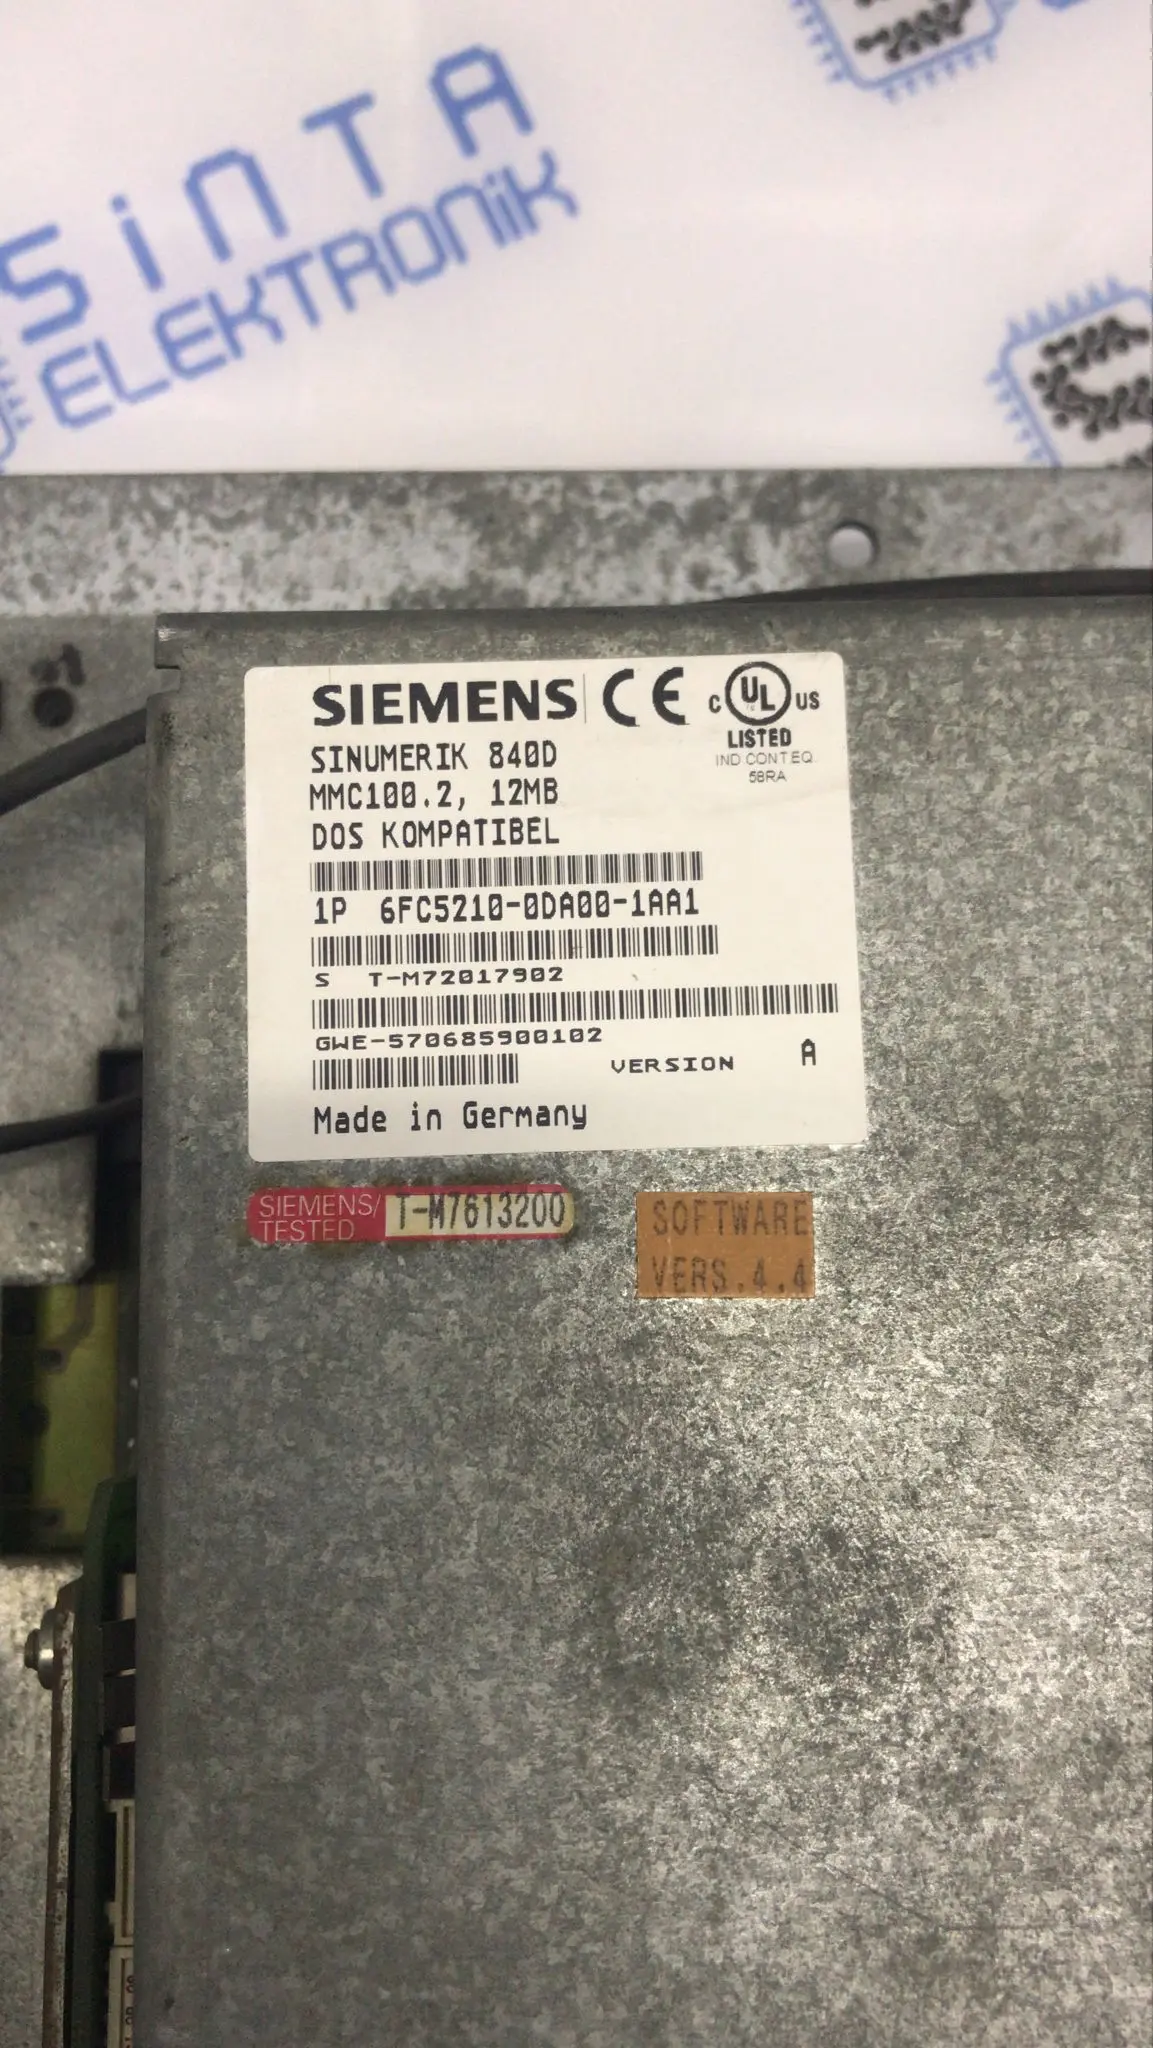 SiNTA
ELEKTRONiK
SIEMENS CE C UL US
LISTED
IND CONT EQ
58RA
SINUMERIK 840D
MMC100.2, 12MB
DOS KOMPATIBEL
1P 6FC5210-0DA00-1AA1
S T-M72017902
GWE-570685900102
VERSION A
Made in Germany
SIEMENS/ TESTED T-M7613200
SOFTWARE
VERS.4.4